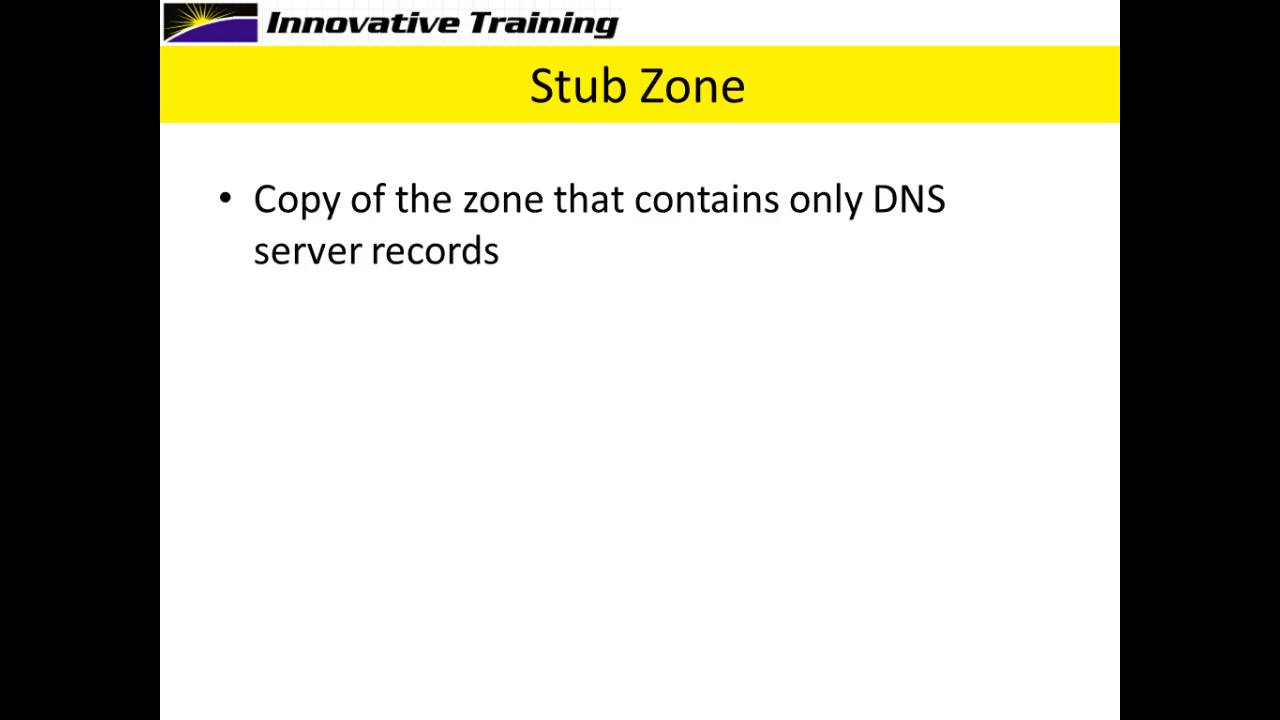 Innovative Training
Stub Zone
• Copy of the zone that contains only DNS
server records